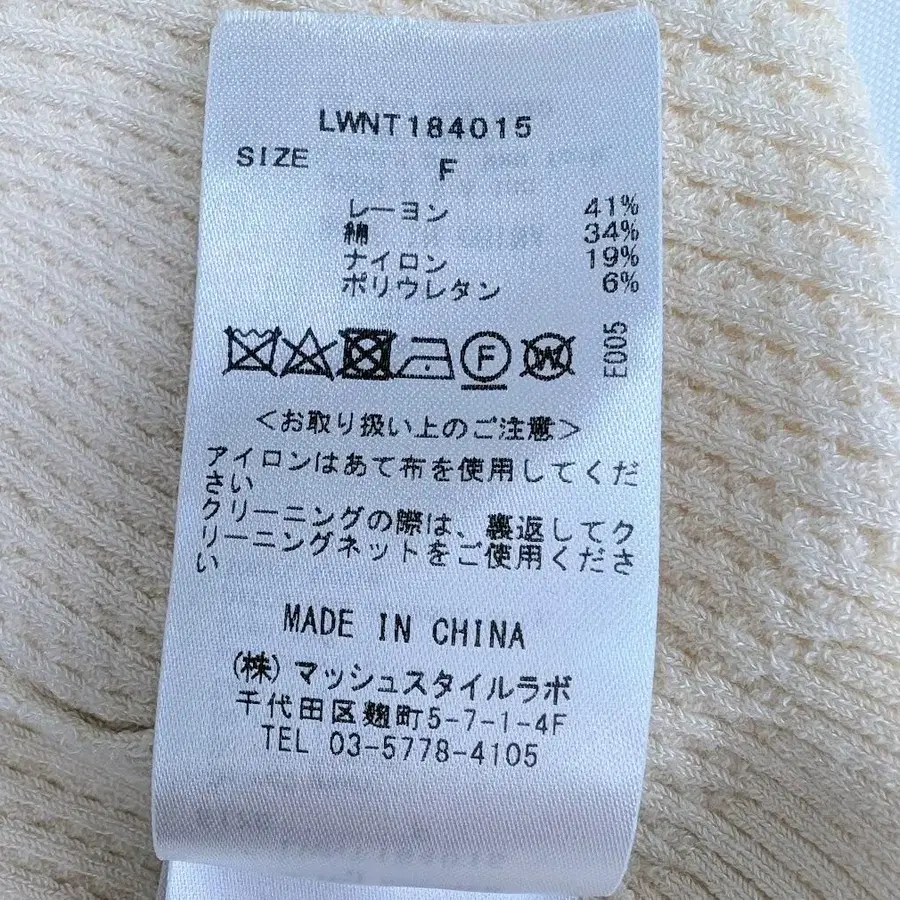 LWNT184015
SIZE F
レーヨン 41%
綿 34%
ナイロン 19%
ポリウレタン 6%
F W E005
<お取り扱い上のご注意>
アイロンはあて布を使用してくだ
さい
クリーニングの際は、裏返してク
リーニングネットをご使用くださ
い
MADE IN CHINA
(株)マッシュスタイルラボ
千代田区麹町5-7-1-4F
TEL 03-5778-4105